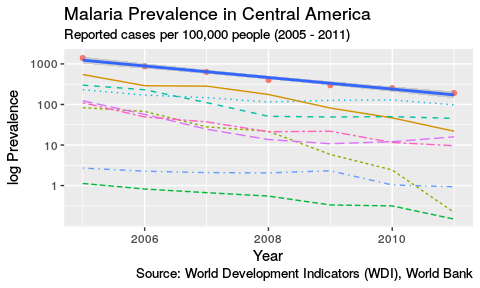 Malaria Prevalence in Central America
Reported cases per 100,000 people (2005 - 2011)
log Prevalence
1000
100
10
1
2006
2008
2010
Year
Source: World Development Indicators (WDI), World Bank